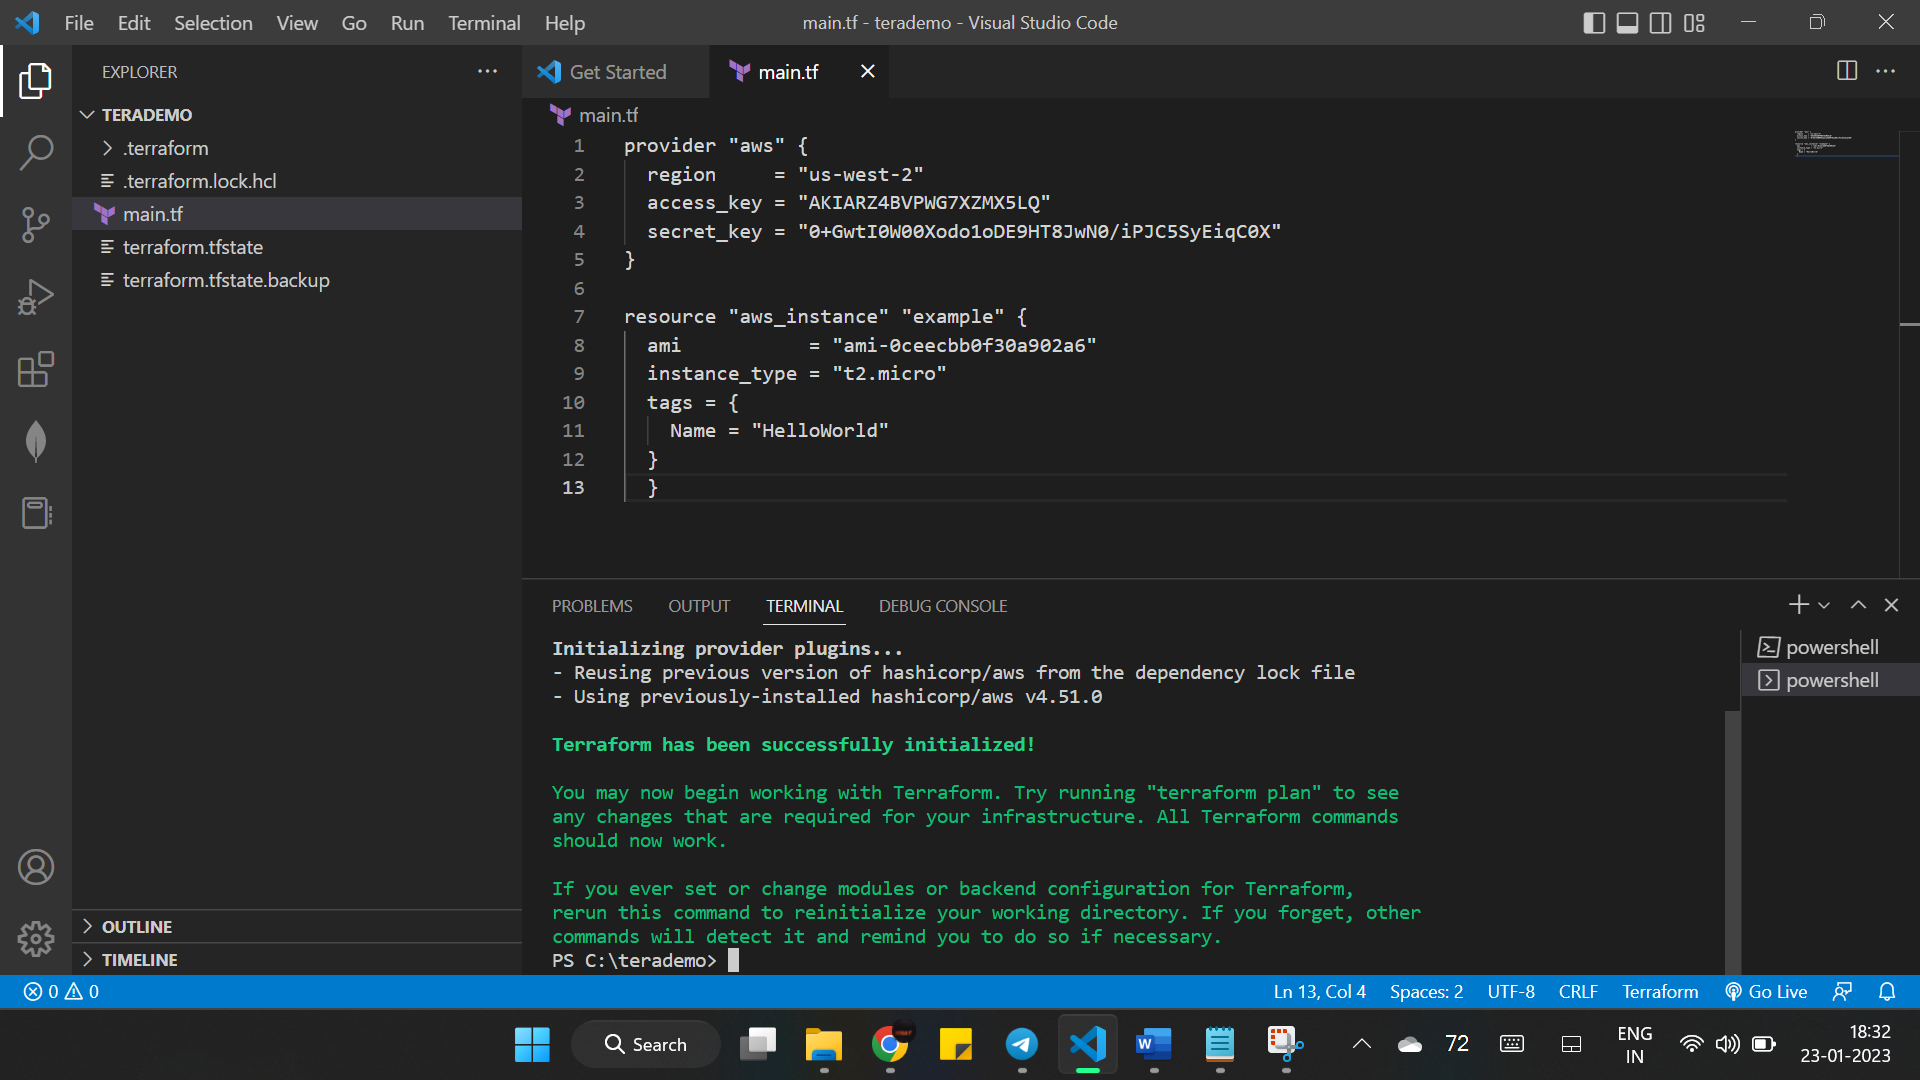 File Edit Selection View Go Run Terminal Help
main.tf - terademo - Visual Studio Code
EXPLORER
TERADEMO
.terraform
.terraform.lock.hcl
main.tf
terraform.tfstate
terraform.tfstate.backup
OUTLINE
TIMELINE
Get Started
main.tf
main.tf
1 provider "aws" {
2 region = "us-west-2"
3 access_key = "AKIARZ4BVPWG7XZMX5LQ"
4 secret_key = "0+GwtI0W00Xodo1oDE9HT8JwN0/iPJC5SyEiqC0X"
5 }
6
7 resource "aws_instance" "example" {
8 ami = "ami-0ceecbb0f30a902a6"
9 instance_type = "t2.micro"
10 tags = {
11 Name = "HelloWorld"
12 }
13 }
PROBLEMS OUTPUT TERMINAL DEBUG CONSOLE
Initializing provider plugins...
- Reusing previous version of hashicorp/aws from the dependency lock file
- Using previously-installed hashicorp/aws v4.51.0
Terraform has been successfully initialized!
You may now begin working with Terraform. Try running "terraform plan" to see
any changes that are required for your infrastructure. All Terraform commands
should now work.
If you ever set or change modules or backend configuration for Terraform,
rerun this command to reinitialize your working directory. If you forget, other
commands will detect it and remind you to do so if necessary.
PS C:\terademo>
powershell
powershell
0 0
Ln 13, Col 4 Spaces: 2 UTF-8 CRLF Terraform Go Live
Search
72
ENG
IN
18:32
23-01-2023